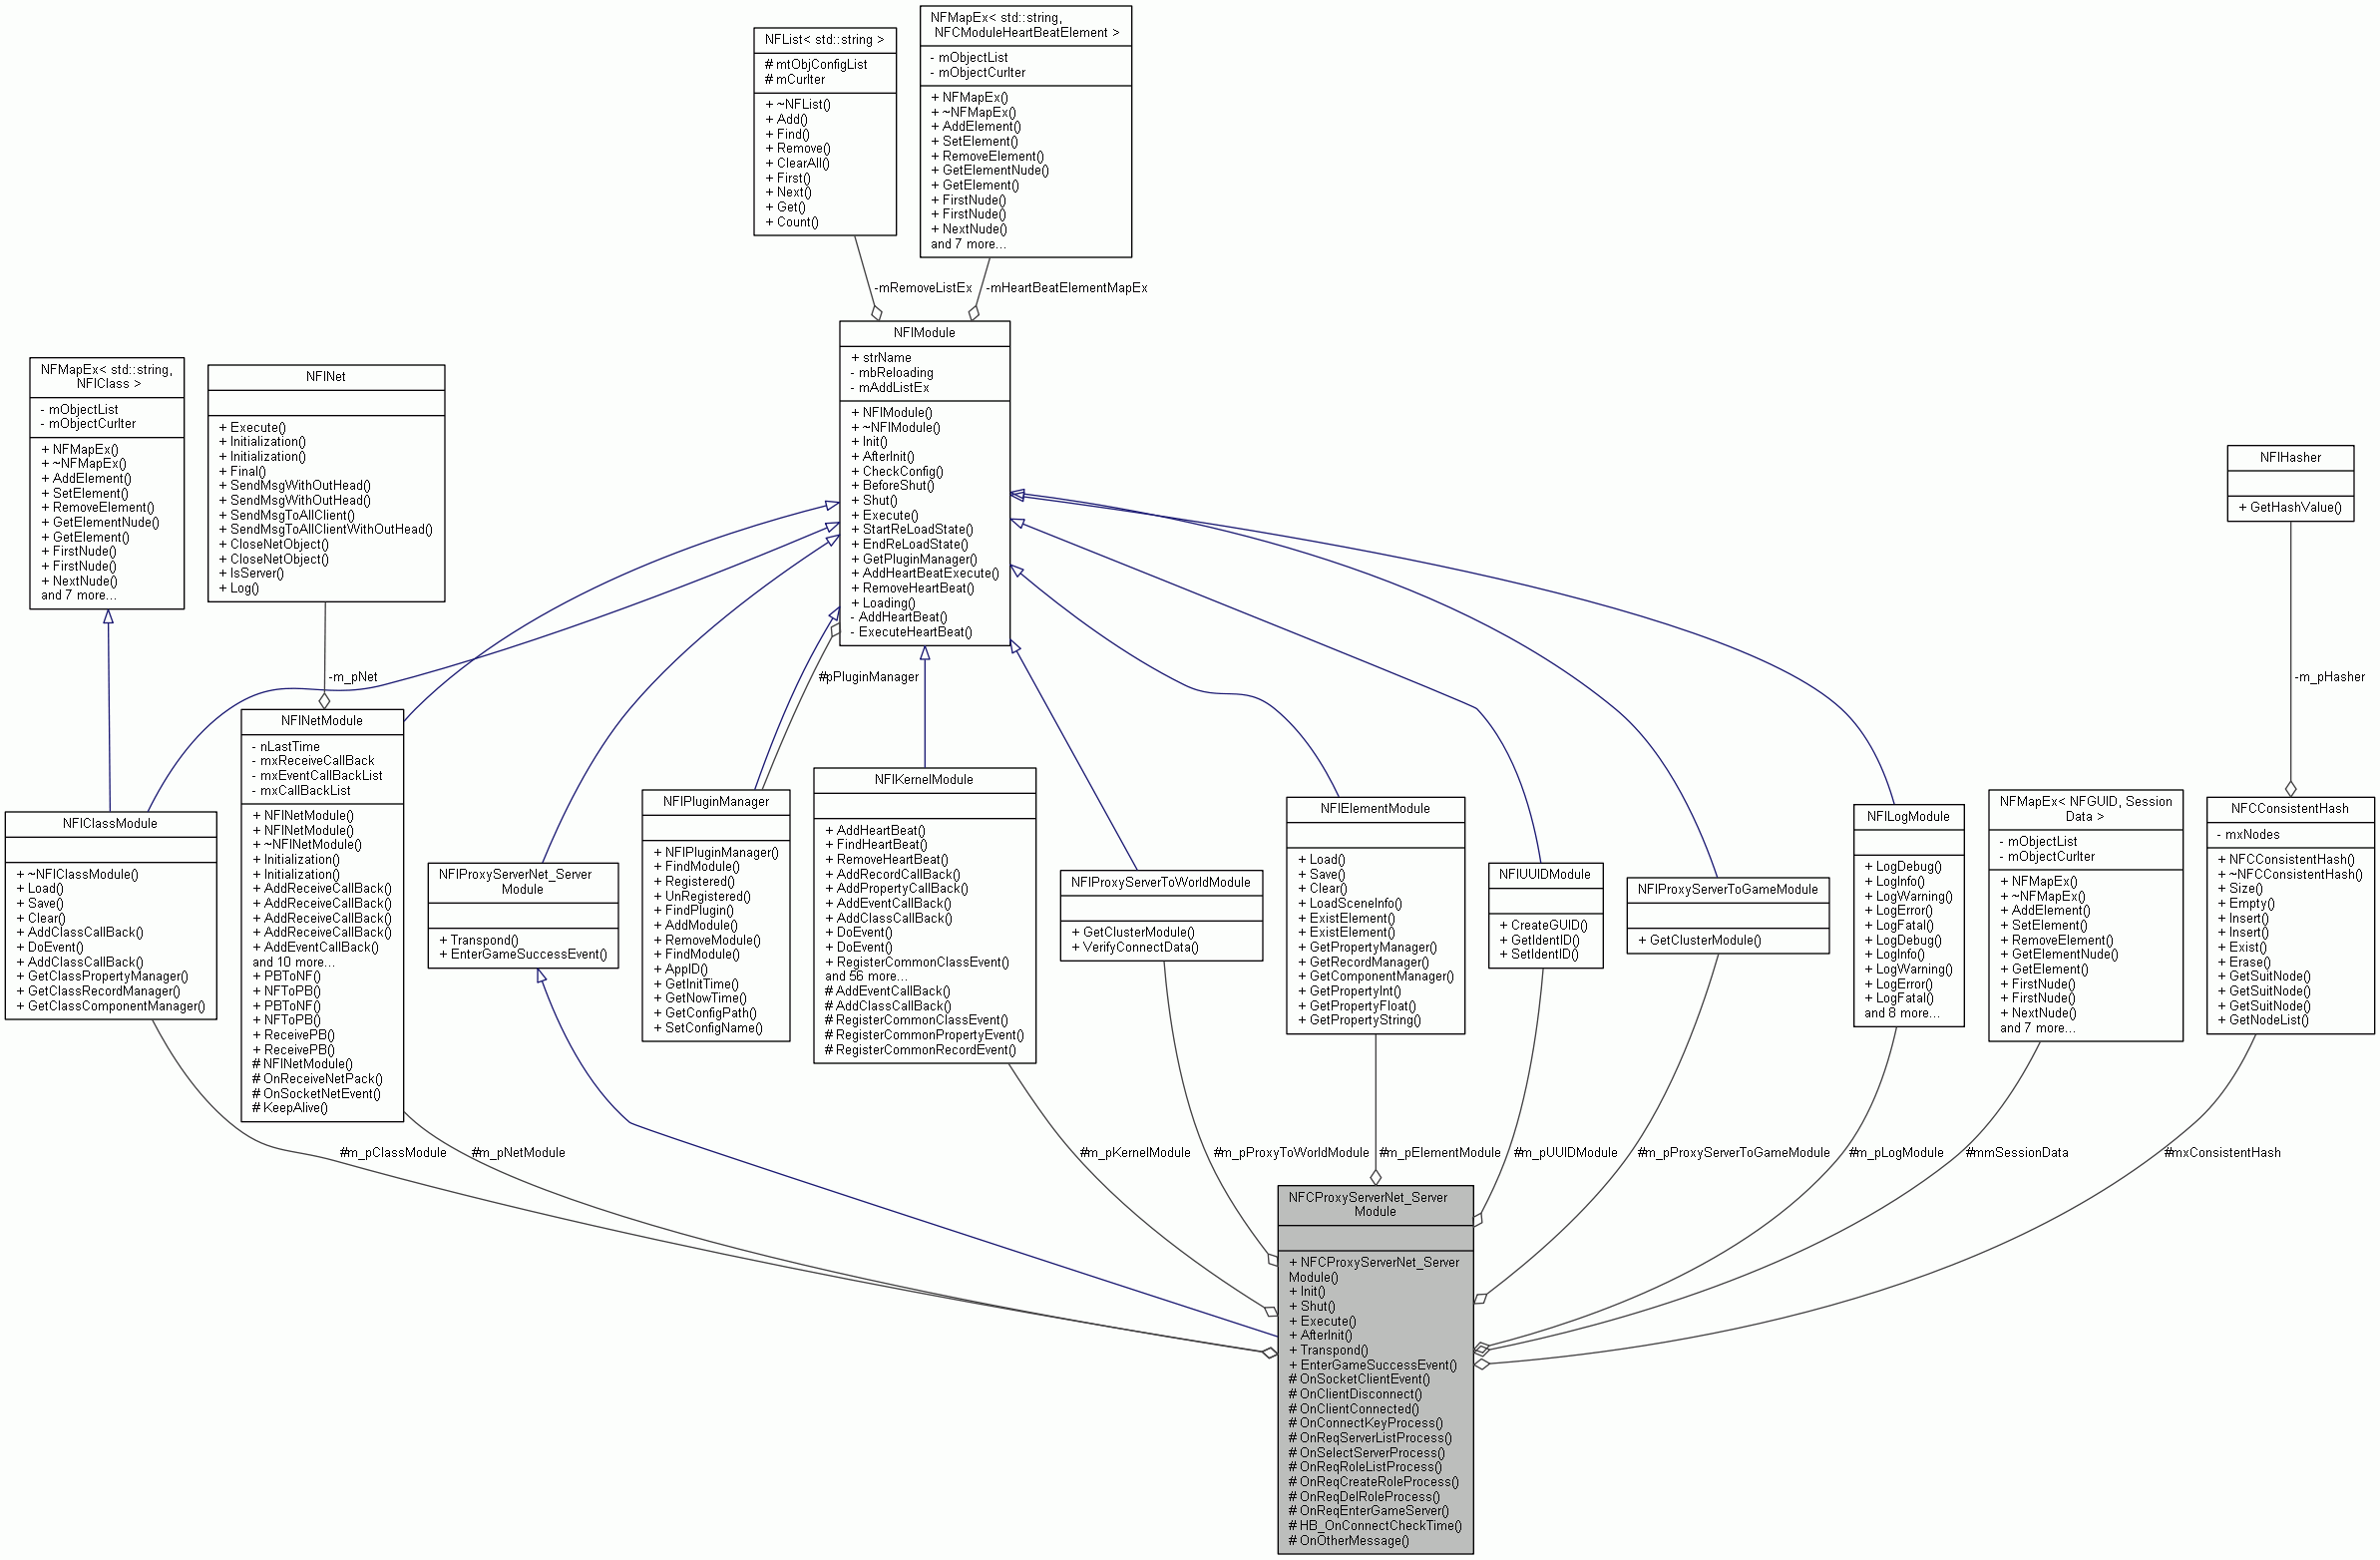 NFList< std::string >
# mtObjConfigList
# mCurIter
+ ~NFList()
+ Add()
+ Find()
+ Remove()
+ ClearAll()
+ First()
+ Next()
+ Get()
+ Count()
NFMapEx< std::string,
NFCModuleHeartBeatElement >
- mObjectList
- mObjectCurIter
+ NFMapEx()
+ ~NFMapEx()
+ AddElement()
+ SetElement()
+ RemoveElement()
+ GetElementNude()
+ GetElement()
+ FirstNude()
+ FirstNude()
+ NextNude()
and 7 more...
-mRemoveListEx
-mHeartBeatElementMapEx
NFIModule
+ strName
- mbReloading
- mAddListEx
+ NFIModule()
+ ~NFIModule()
+ Init()
+ AfterInit()
+ CheckConfig()
+ BeforeShut()
+ Shut()
+ Execute()
+ StartReLoadState()
+ EndReLoadState()
+ GetPluginManager()
+ AddHeartBeatExecute()
+ RemoveHeartBeat()
+ Loading()
- AddHeartBeat()
- ExecuteHeartBeat()
NFMapEx< std::string,
NFIClass >
- mObjectList
- mObjectCurIter
+ NFMapEx()
+ ~NFMapEx()
+ AddElement()
+ SetElement()
+ RemoveElement()
+ GetElementNude()
+ GetElement()
+ FirstNude()
+ FirstNude()
+ NextNude()
and 7 more...
NFINet
+ Execute()
+ Initialization()
+ Initialization()
+ Final()
+ SendMsgWithOutHead()
+ SendMsgWithOutHead()
+ SendMsgToAllClient()
+ SendMsgToAllClientWithOutHead()
+ CloseNetObject()
+ CloseNetObject()
+ IsServer()
+ Log()
NFIHasher
+ GetHashValue()
-m_pNet
#pPluginManager
-m_pHasher
NFIClassModule
+ ~NFIClassModule()
+ Load()
+ Save()
+ Clear()
+ AddClassCallBack()
+ DoEvent()
+ AddClassCallBack()
+ GetClassPropertyManager()
+ GetClassRecordManager()
+ GetClassComponentManager()
NFINetModule
- nLastTime
- mxReceiveCallBack
- mxEventCallBackList
- mxCallBackList
+ NFINetModule()
+ NFINetModule()
+ ~NFINetModule()
+ Initialization()
+ Initialization()
+ AddReceiveCallBack()
+ AddReceiveCallBack()
+ AddReceiveCallBack()
+ AddReceiveCallBack()
+ AddEventCallBack()
and 10 more...
+ PBToNF()
+ NFToPB()
+ PBToNF()
+ NFToPB()
+ ReceivePB()
+ ReceivePB()
# NFINetModule()
# OnReceiveNetPack()
# OnSocketNetEvent()
# KeepAlive()
NFIProxyServerNet_Server
Module
+ Transpond()
+ EnterGameSuccessEvent()
NFIPluginManager
+ NFIPluginManager()
+ FindModule()
+ Registered()
+ UnRegistered()
+ FindPlugin()
+ AddModule()
+ RemoveModule()
+ FindModule()
+ AppID()
+ GetInitTime()
+ GetNowTime()
+ GetConfigPath()
+ SetConfigName()
NFIKernelModule
+ AddHeartBeat()
+ FindHeartBeat()
+ RemoveHeartBeat()
+ AddRecordCallBack()
+ AddPropertyCallBack()
+ AddEventCallBack()
+ AddClassCallBack()
+ DoEvent()
+ DoEvent()
+ RegisterCommonClassEvent()
and 56 more...
# AddEventCallBack()
# AddClassCallBack()
# RegisterCommonClassEvent()
# RegisterCommonPropertyEvent()
# RegisterCommonRecordEvent()
NFIProxyServerToWorldModule
+ GetClusterModule()
+ VerifyConnectData()
NFIElementModule
+ Load()
+ Save()
+ Clear()
+ LoadSceneInfo()
+ ExistElement()
+ ExistElement()
+ GetPropertyManager()
+ GetRecordManager()
+ GetComponentManager()
+ GetPropertyInt()
+ GetPropertyFloat()
+ GetPropertyString()
NFIUUIDModule
+ CreateGUID()
+ GetIdentID()
+ SetIdentID()
NFIProxyServerToGameModule
+ GetClusterModule()
NFILogModule
+ LogDebug()
+ LogInfo()
+ LogWarning()
+ LogError()
+ LogFatal()
+ LogDebug()
+ LogInfo()
+ LogWarning()
+ LogError()
+ LogFatal()
and 8 more...
NFMapEx< NFGUID, Session
Data >
- mObjectList
- mObjectCurIter
+ NFMapEx()
+ ~NFMapEx()
+ AddElement()
+ SetElement()
+ RemoveElement()
+ GetElementNude()
+ GetElement()
+ FirstNude()
+ FirstNude()
+ NextNude()
and 7 more...
NFCConsistentHash
- mxNodes
+ NFCConsistentHash()
+ ~NFCConsistentHash()
+ Size()
+ Empty()
+ Insert()
+ Insert()
+ Exist()
+ Erase()
+ GetSuitNode()
+ GetSuitNode()
+ GetSuitNode()
+ GetNodeList()
#m_pClassModule
#m_pNetModule
#m_pKernelModule
#m_pProxyToWorldModule
#m_pElementModule
#m_pUUIDModule
#m_pProxyServerToGameModule
#m_pLogModule
#mmSessionData
#mxConsistentHash
NFCProxyServerNet_Server
Module
+ NFCProxyServerNet_Server
Module()
+ Init()
+ Shut()
+ Execute()
+ AfterInit()
+ Transpond()
+ EnterGameSuccessEvent()
# OnSocketClientEvent()
# OnClientDisconnect()
# OnClientConnected()
# OnConnectKeyProcess()
# OnReqServerListProcess()
# OnSelectServerProcess()
# OnReqRoleListProcess()
# OnReqCreateRoleProcess()
# OnReqDelRoleProcess()
# OnReqEnterGameServer()
# HB_OnConnectCheckTime()
# OnOtherMessage()